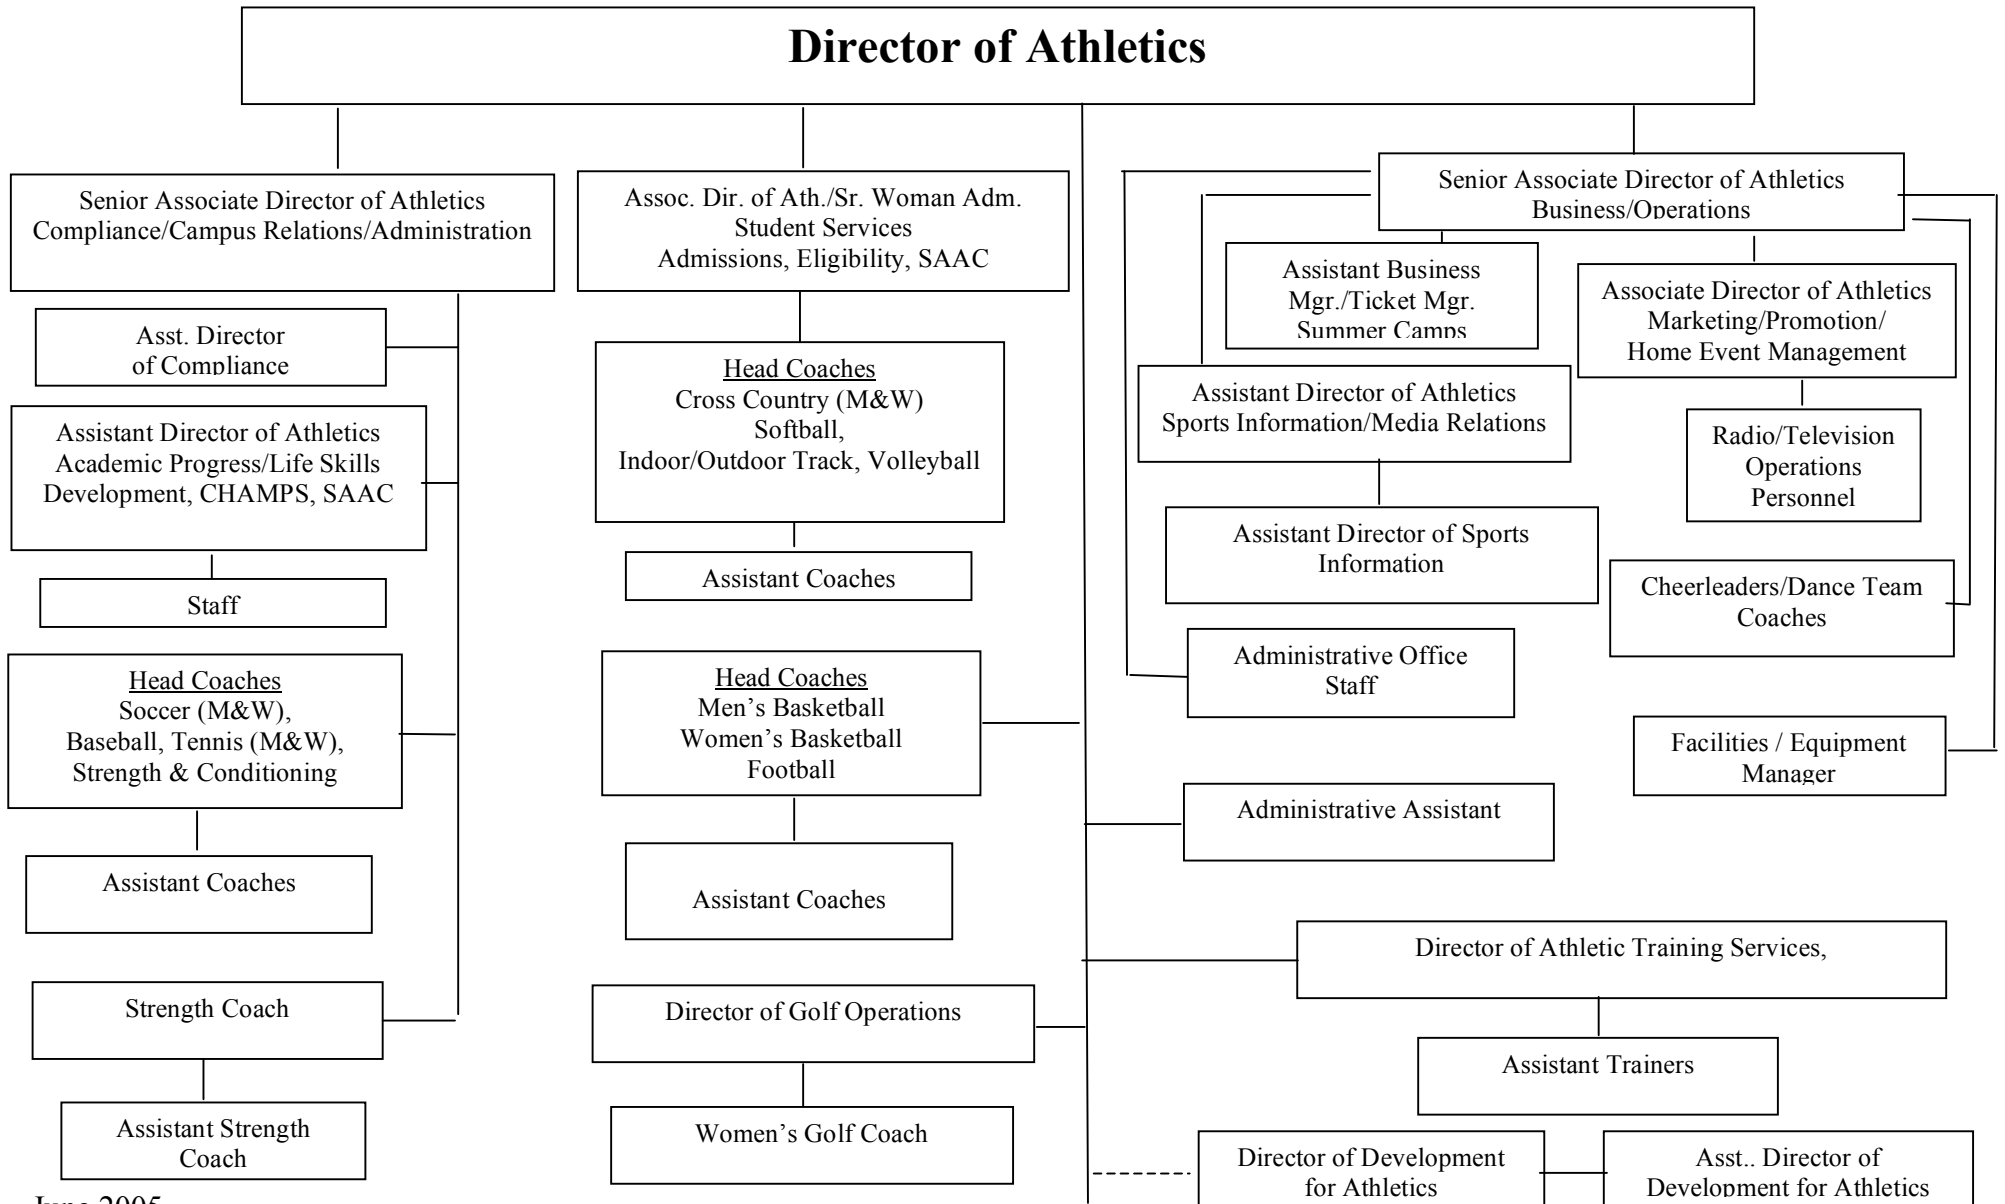 Director of Athletics
Senior Associate Director of Athletics
Compliance/Campus Relations/Administration
Asst. Director
of Compliance
Assistant Director of Athletics
Academic Progress/Life Skills
Development, CHAMPS, SAAC
Staff
Head Coaches
Soccer (M&W),
Baseball, Tennis (M&W),
Strength & Conditioning
Assistant Coaches
Strength Coach
Assistant Strength
Coach
Assoc. Dir. of Ath./Sr. Woman Adm.
Student Services
Admissions, Eligibility, SAAC
Head Coaches
Cross Country (M&W)
Softball,
Indoor/Outdoor Track, Volleyball
Assistant Coaches
Head Coaches
Men's Basketball
Women's Basketball
Football
Assistant Coaches
Director of Golf Operations
Women's Golf Coach
Senior Associate Director of Athletics
Business/Operations
Assistant Business
Mgr./Ticket Mgr.
Summer Camps
Associate Director of Athletics
Marketing/Promotion/
Home Event Management
Assistant Director of Athletics
Sports Information/Media Relations
Radio/Television
Operations
Personnel
Assistant Director of Sports
Information
Cheerleaders/Dance Team
Coaches
Administrative Office
Staff
Facilities / Equipment
Manager
Administrative Assistant
Director of Athletic Training Services,
Assistant Trainers
Director of Development
for Athletics
Asst.. Director of
Development for Athletics
June 2005